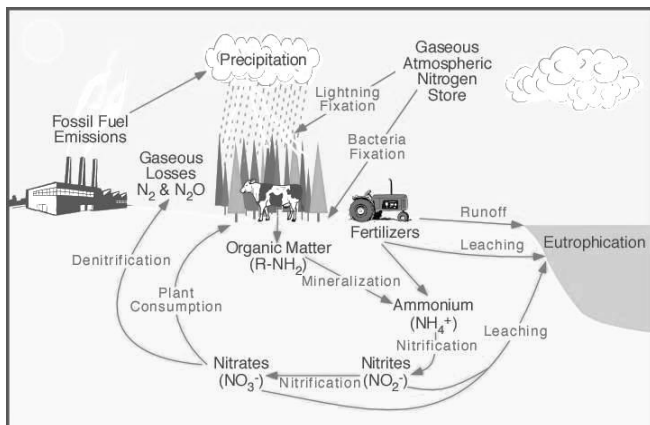 Precipitation
Gaseous
Atmospheric
Nitrogen
Store
Lightning
Fixation
Fossil Fuel
Emissions
Bacteria
Fixation
Gaseous
Losses
N₂ & N₂O
Runoff
Fertilizers
Leaching
Eutrophication
Organic Matter
(R-NH₂)
Denitrification
Mineralization
Plant
Consumption
Ammonium
(NH₄⁺)
Leaching
Nitrification
Nitrates
(NO₃⁻)
Nitrification
Nitrites
(NO₂⁻)